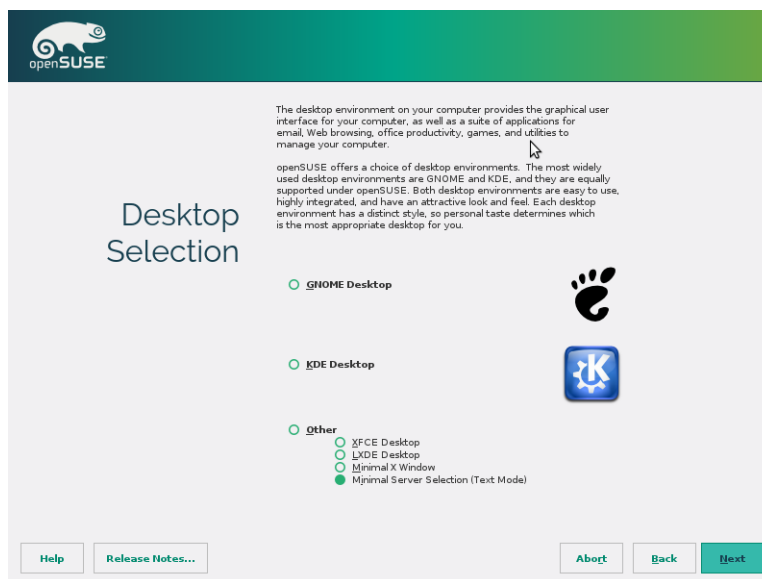 openSUSE
The desktop environment on your computer provides the graphical user
interface for your computer, as well as a suite of applications for
email, Web browsing, office productivity, games, and utilities to
manage your computer.
openSUSE offers a choice of desktop environments. The most widely
used desktop environments are GNOME and KDE, and they are equally
supported under openSUSE. Both desktop environments are easy to use,
highly integrated, and have an attractive look and feel. Each desktop
environment has a distinct style, so personal taste determines which
is the most appropriate desktop for you.
Desktop
Selection
GNOME Desktop
KDE Desktop
Other
XFCE Desktop
LXDE Desktop
Minimal X Window
Minimal Server Selection (Text Mode)
Help
Release Notes...
Abort
Back
Next